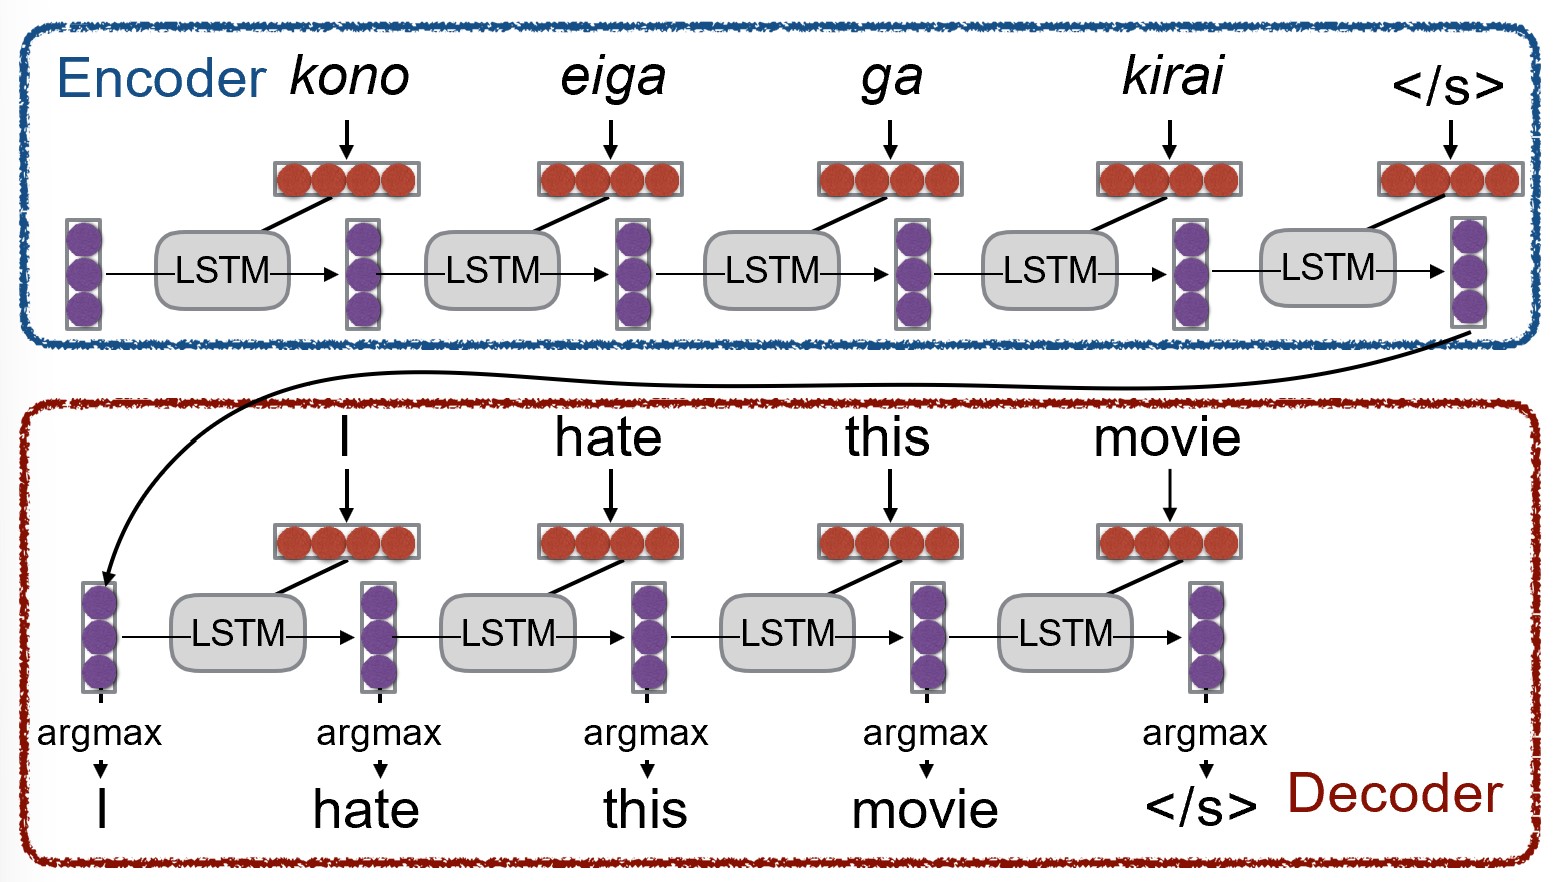 Encoder kono eiga ga kirai </s>
LSTM LSTM LSTM LSTM LSTM
I hate this movie
LSTM LSTM LSTM LSTM
argmax argmax argmax argmax argmax
I hate this movie </s>
Decoder